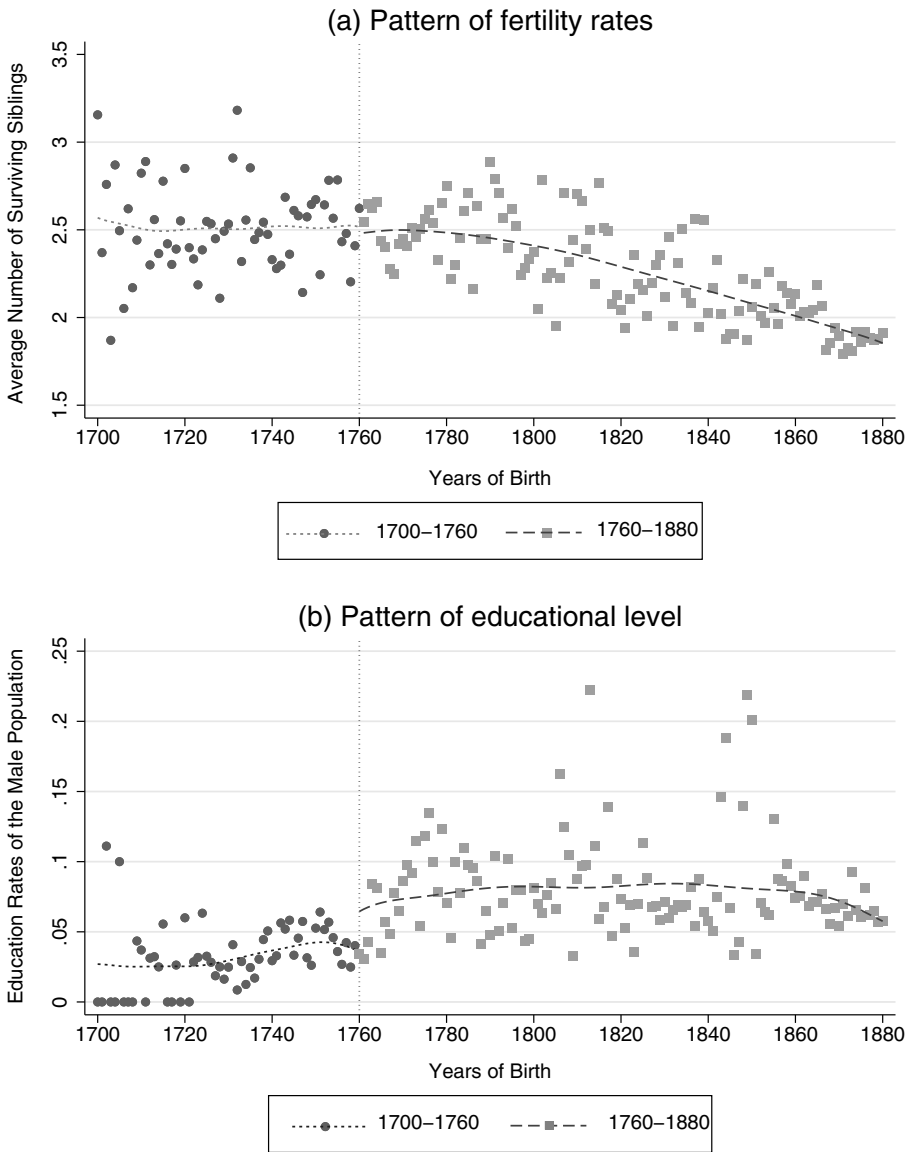 (a) Pattern of fertility rates
Average Number of Surviving Siblings
3.5
3
2.5
2
1.5
1700 1720 1740 1760 1780 1800 1820 1840 1860 1880
Years of Birth
1700–1760 1760–1880
(b) Pattern of educational level
Education Rates of the Male Population
.25
.2
.15
.1
.05
0
1700 1720 1740 1760 1780 1800 1820 1840 1860 1880
Years of Birth
1700–1760 1760–1880